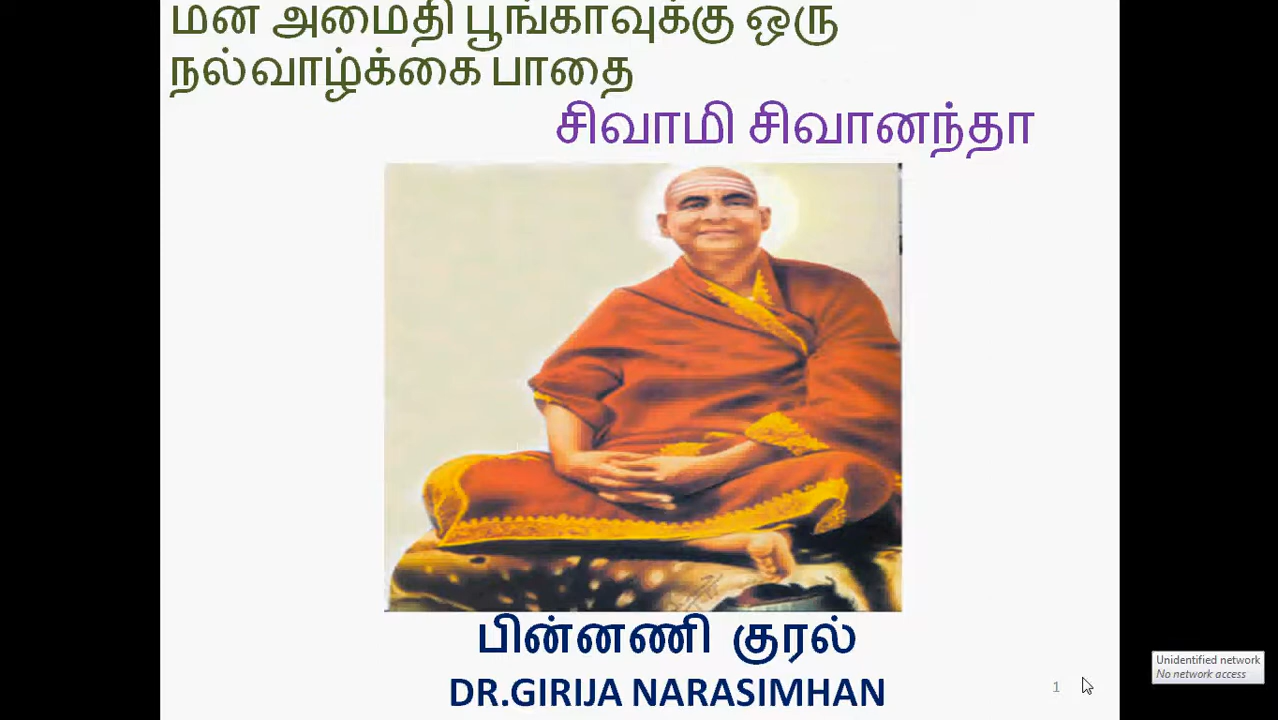 மன அமைதி பூங்காவுக்கு ஒரு
நல்வாழ்க்கை பாதை
சிவாமி சிவானந்தா
பின்னணி குரல்
DR.GIRIJA NARASIMHAN
1
Unidentified network
No network access